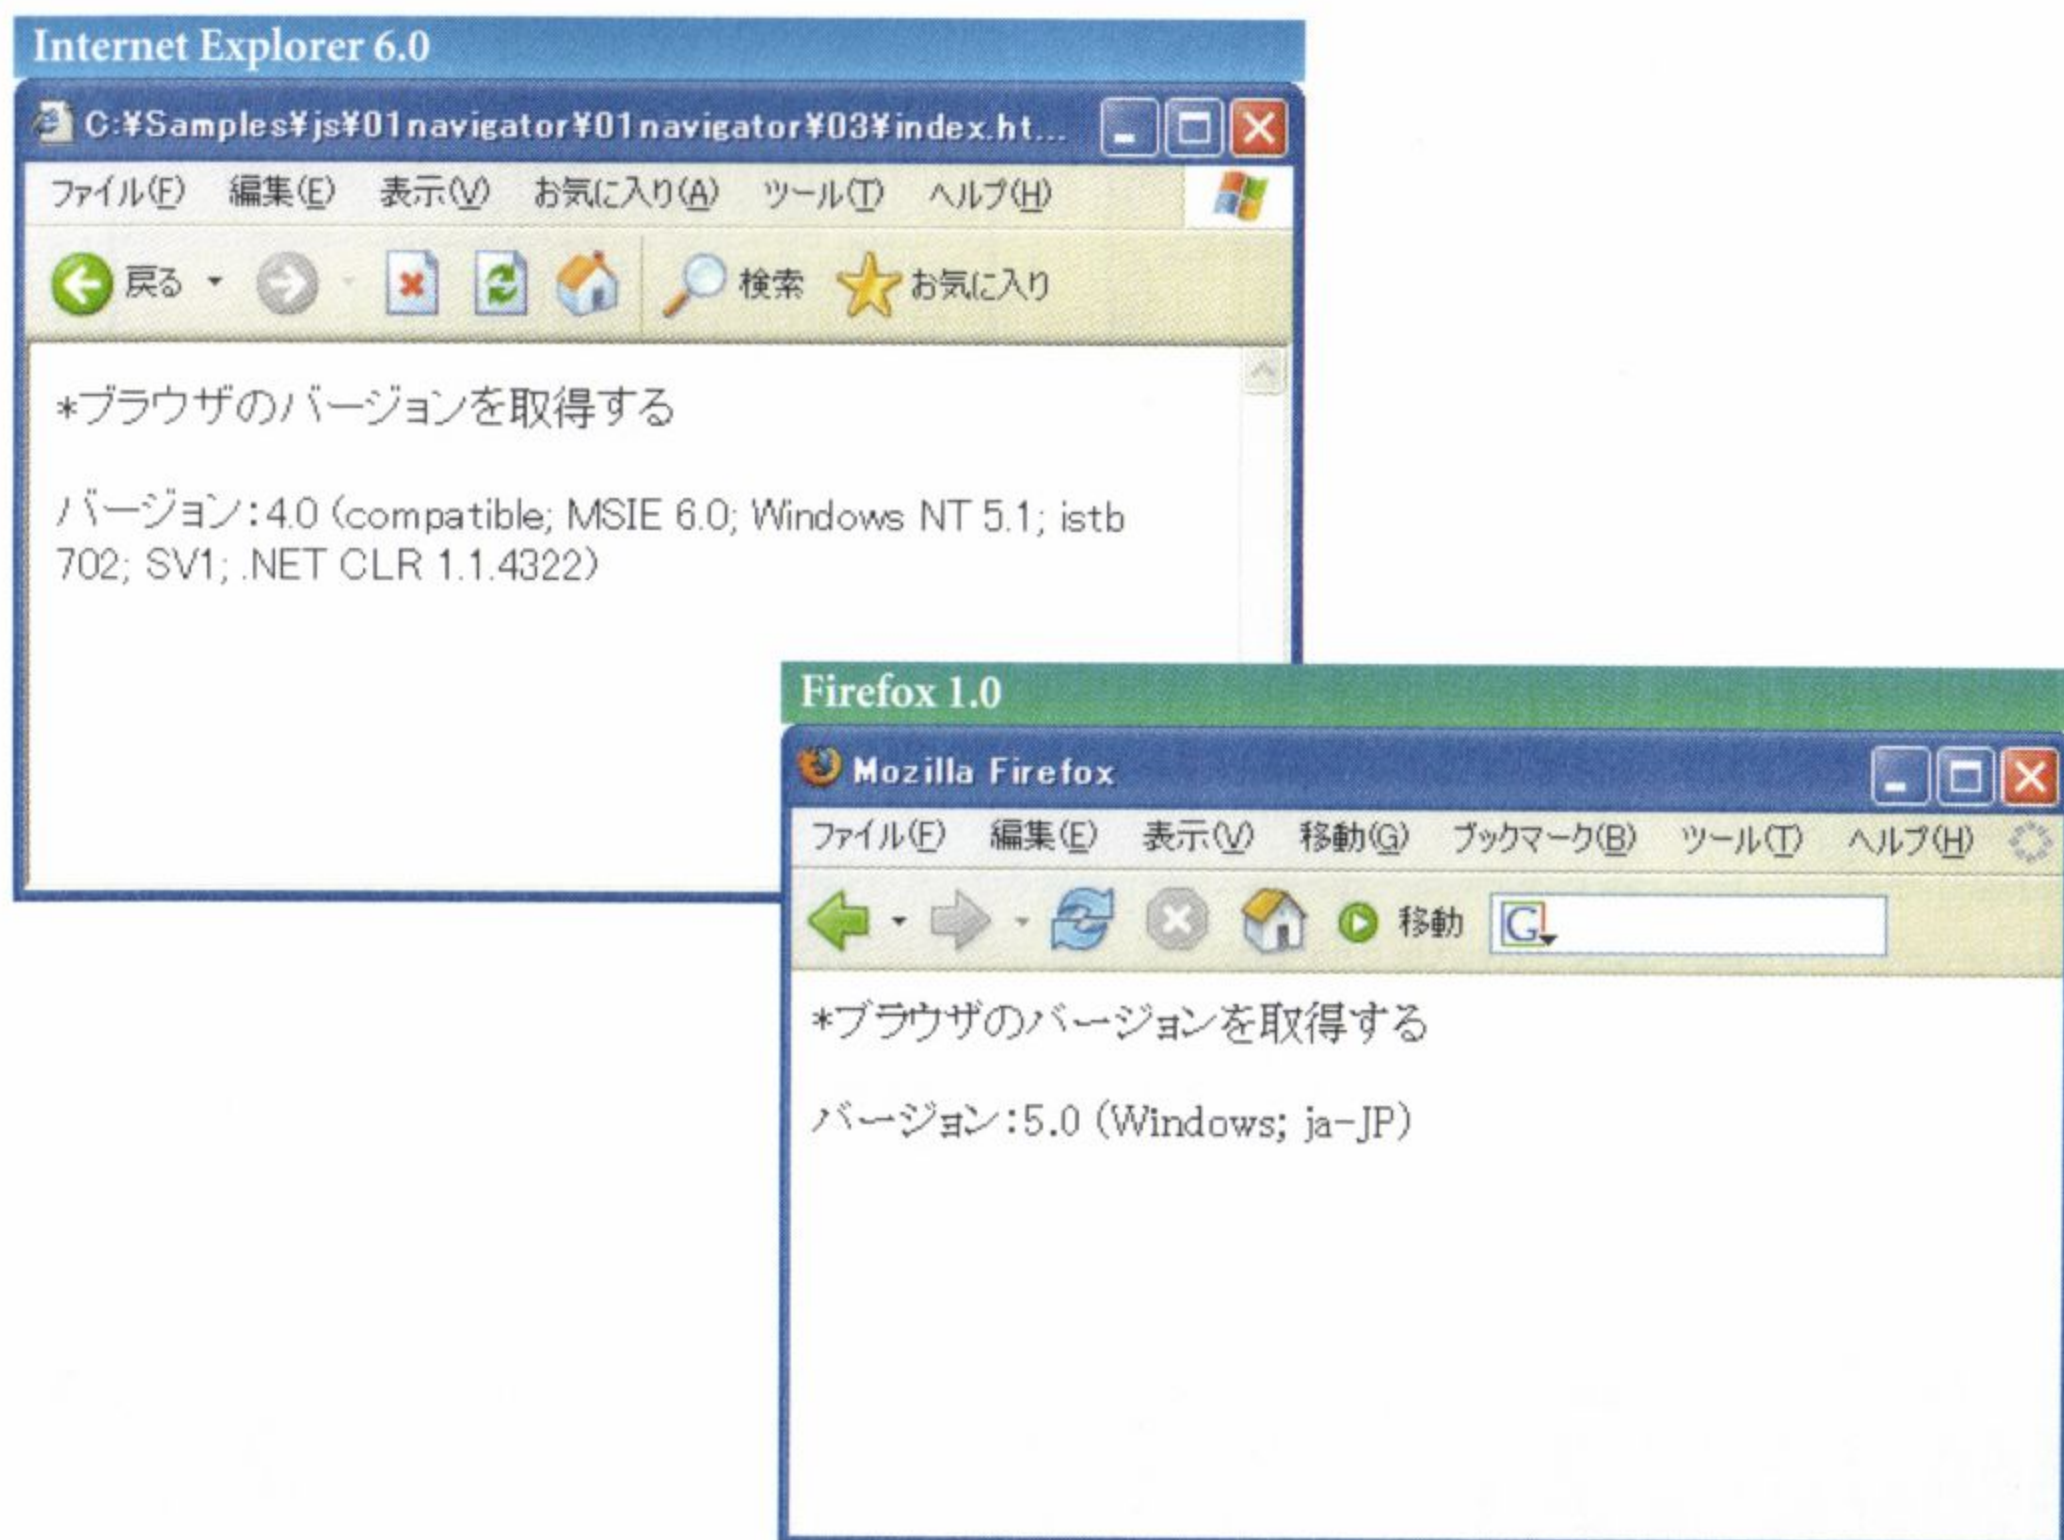 Internet Explorer 6.0
C:¥Samples¥js¥01navigator¥01navigator¥03¥index.ht...
ファイル(F) 編集(E) 表示(V) お気に入り(A) ツール(T) ヘルプ(H)
戻る 検索 お気に入り
*ブラウザのバージョンを取得する
バージョン:4.0 (compatible; MSIE 6.0; Windows NT 5.1; istb
702; SV1; .NET CLR 1.1.4322)
Firefox 1.0
Mozilla Firefox
ファイル(F) 編集(E) 表示(V) 移動(G) ブックマーク(B) ツール(T) ヘルプ(H)
移動 G
*ブラウザのバージョンを取得する
バージョン:5.0 (Windows; ja-JP)